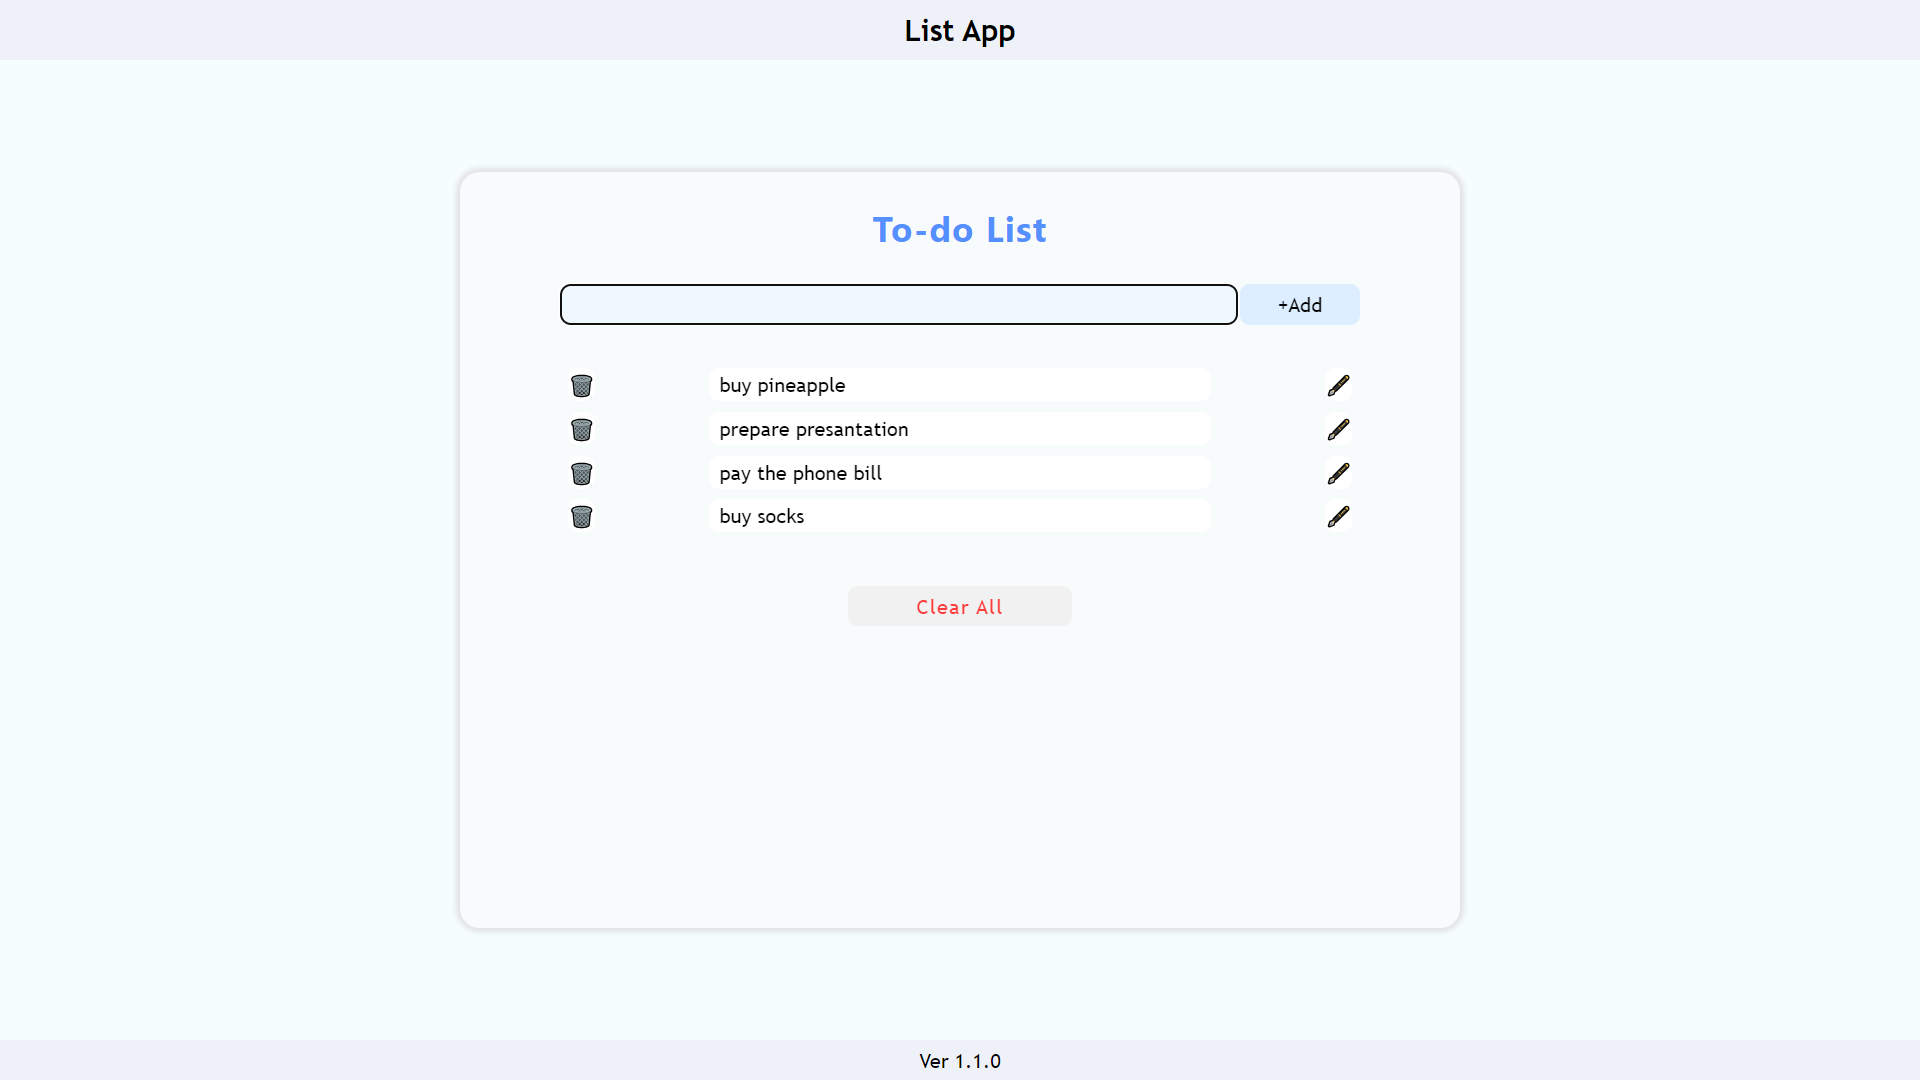 List App
To-do List
+Add
buy pineapple
prepare presantation
pay the phone bill
buy socks
Clear All
Ver 1.1.0